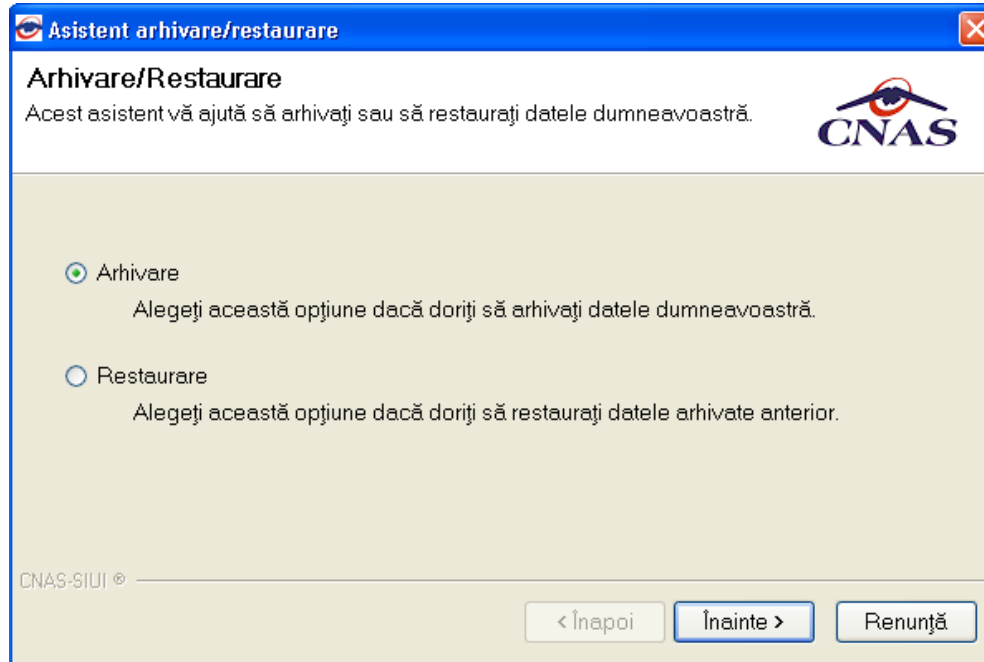 Asistent arhivare/restaurare
Arhivare/Restaurare
Acest asistent vă ajută să arhivaţi sau să restauraţi datele dumneavoastră.
CNAS
Arhivare
Alegeţi această opţiune dacă doriţi să arhivaţi datele dumneavoastră.
Restaurare
Alegeţi această opţiune dacă doriţi să restauraţi datele arhivate anterior.
CNAS-SIUI ®
< Înapoi
Înainte >
Renunţă